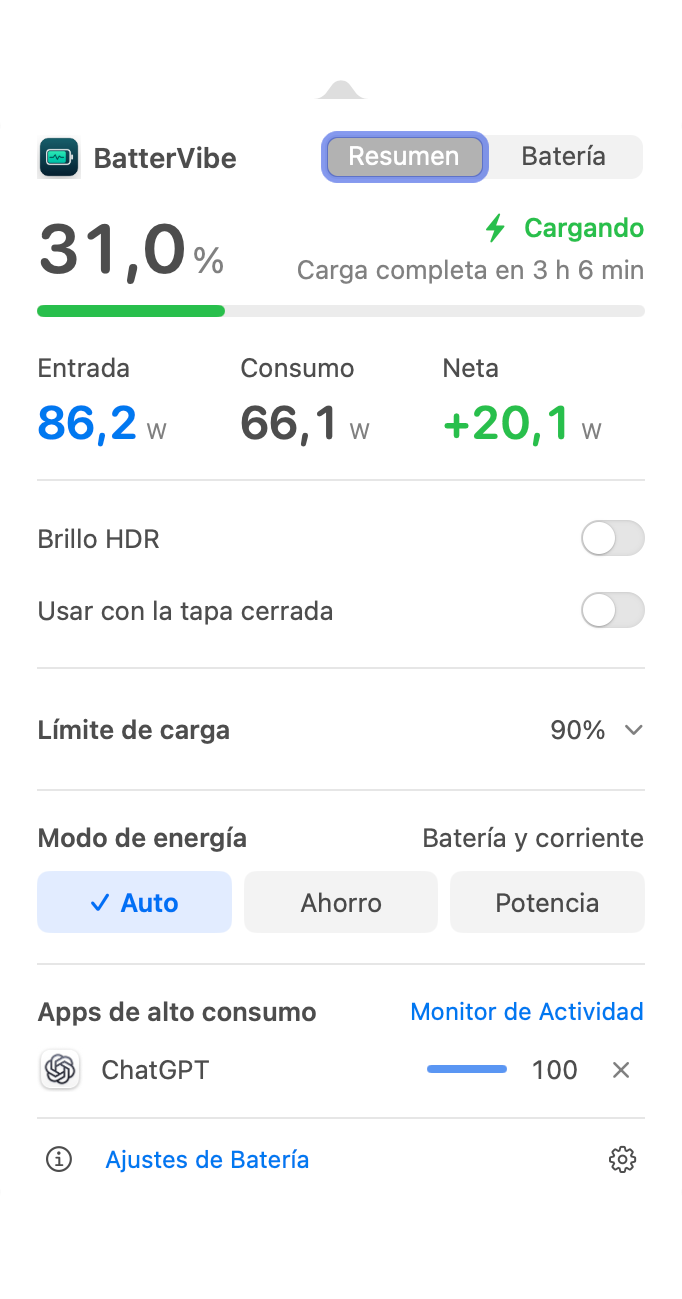 BatterVibe
Resumen
Batería
31,0 %
Cargando
Carga completa en 3 h 6 min
Entrada
Consumo
Neta
86,2 W
66,1 W
+20,1 W
Brillo HDR
Usar con la tapa cerrada
Límite de carga
90%
Modo de energía
Batería y corriente
Auto
Ahorro
Potencia
Apps de alto consumo
Monitor de Actividad
ChatGPT
100
Ajustes de Batería